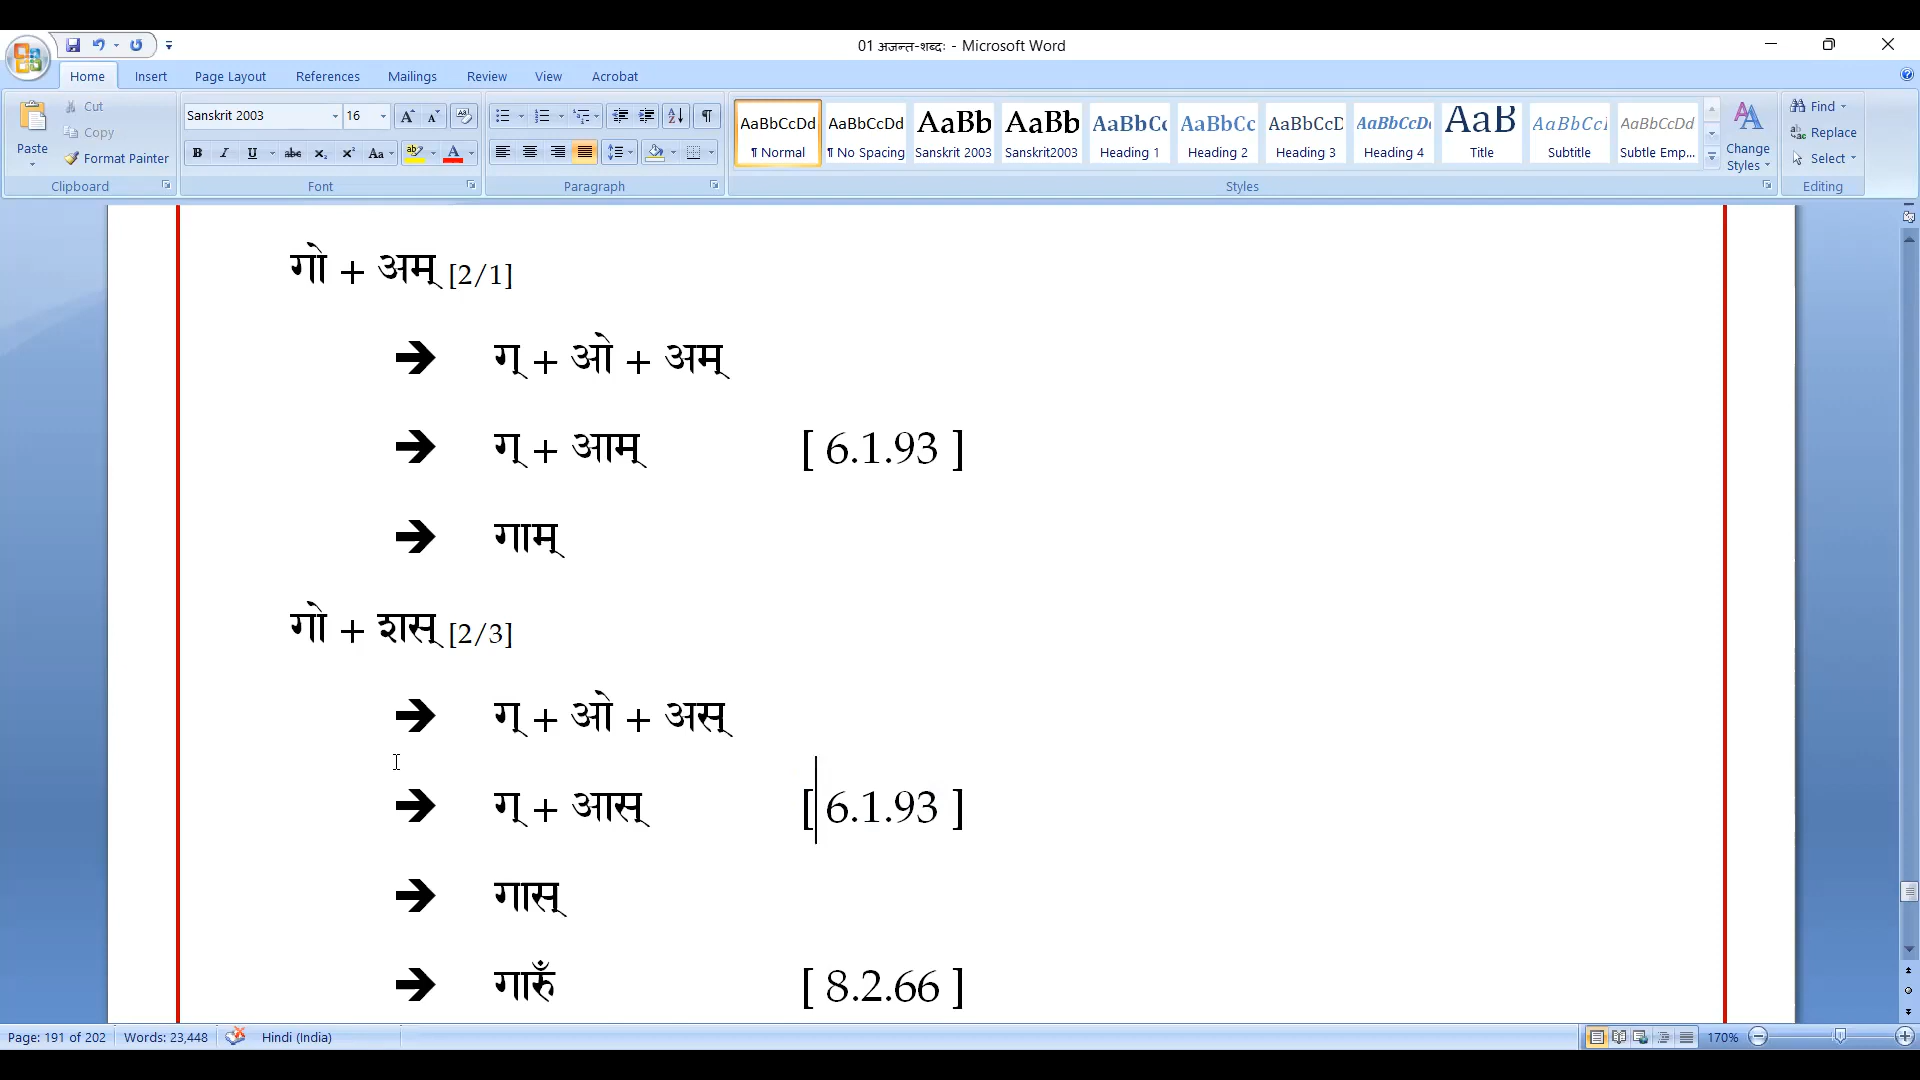 01 अजन्त-शब्दः - Microsoft Word
Home Insert Page Layout References Mailings Review View Acrobat
Paste Cut Copy Format Painter
Clipboard
Sanskrit 2003 16
Font
Paragraph
AaBbCcDd AaBbCcDd AaBb AaBb AaBbCc AaBbCc AaBbCcD AaBbCcDd AaB AaBbCcI AaBbCcDd
¶ Normal ¶ No Spacing Sanskrit 2003 Sanskrit2003 Heading 1 Heading 2 Heading 3 Heading 4 Title Subtitle Subtle Emp...
Styles
Change Styles
Find Replace Select
Editing
गो + अम् [2/1]
➔ ग् + ओ + अम्
➔ ग् + आम् [ 6.1.93 ]
➔ गाम्
गो + शस् [2/3]
➔ ग् + ओ + अस्
➔ ग् + आस् [ 6.1.93 ]
➔ गास्
➔ गारुँ [ 8.2.66 ]
Page: 191 of 202 Words: 23,448 Hindi (India) 170%